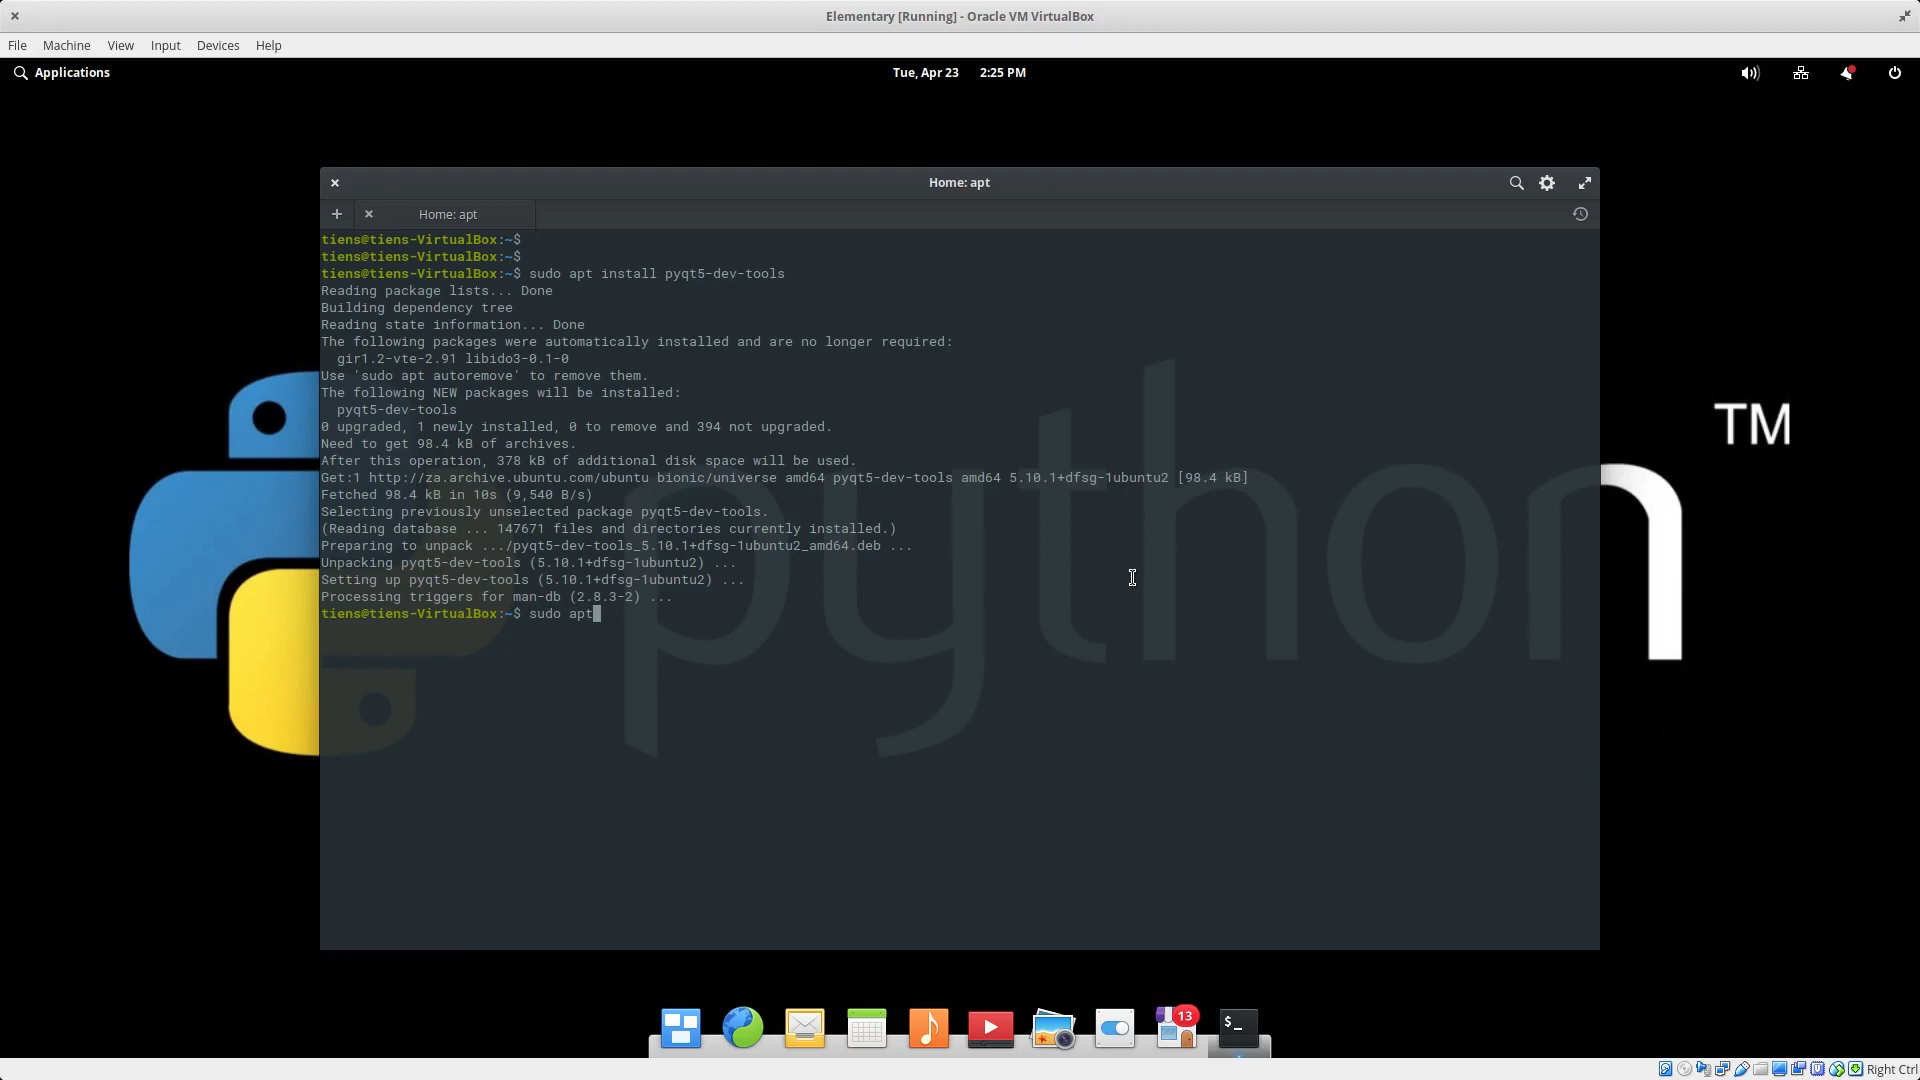 Elementary [Running] - Oracle VM VirtualBox
File Machine View Input Devices Help
Applications
Tue, Apr 23 2:25 PM
Home: apt
Home: apt
tiens@tiens-VirtualBox:~$
tiens@tiens-VirtualBox:~$
tiens@tiens-VirtualBox:~$ sudo apt install pyqt5-dev-tools
Reading package lists... Done
Building dependency tree
Reading state information... Done
The following packages were automatically installed and are no longer required:
gir1.2-vte-2.91 libido3-0.1-0
Use 'sudo apt autoremove' to remove them.
The following NEW packages will be installed:
pyqt5-dev-tools
0 upgraded, 1 newly installed, 0 to remove and 394 not upgraded.
Need to get 98.4 kB of archives.
After this operation, 378 kB of additional disk space will be used.
Get:1 http://za.archive.ubuntu.com/ubuntu bionic/universe amd64 pyqt5-dev-tools amd64 5.10.1+dfsg-1ubuntu2 [98.4 kB]
Fetched 98.4 kB in 10s (9,540 B/s)
Selecting previously unselected package pyqt5-dev-tools.
(Reading database ... 147671 files and directories currently installed.)
Preparing to unpack .../pyqt5-dev-tools_5.10.1+dfsg-1ubuntu2_amd64.deb ...
Unpacking pyqt5-dev-tools (5.10.1+dfsg-1ubuntu2) ...
Setting up pyqt5-dev-tools (5.10.1+dfsg-1ubuntu2) ...
Processing triggers for man-db (2.8.3-2) ...
tiens@tiens-VirtualBox:~$ sudo apt
python TM
13
$_
Right Ctrl